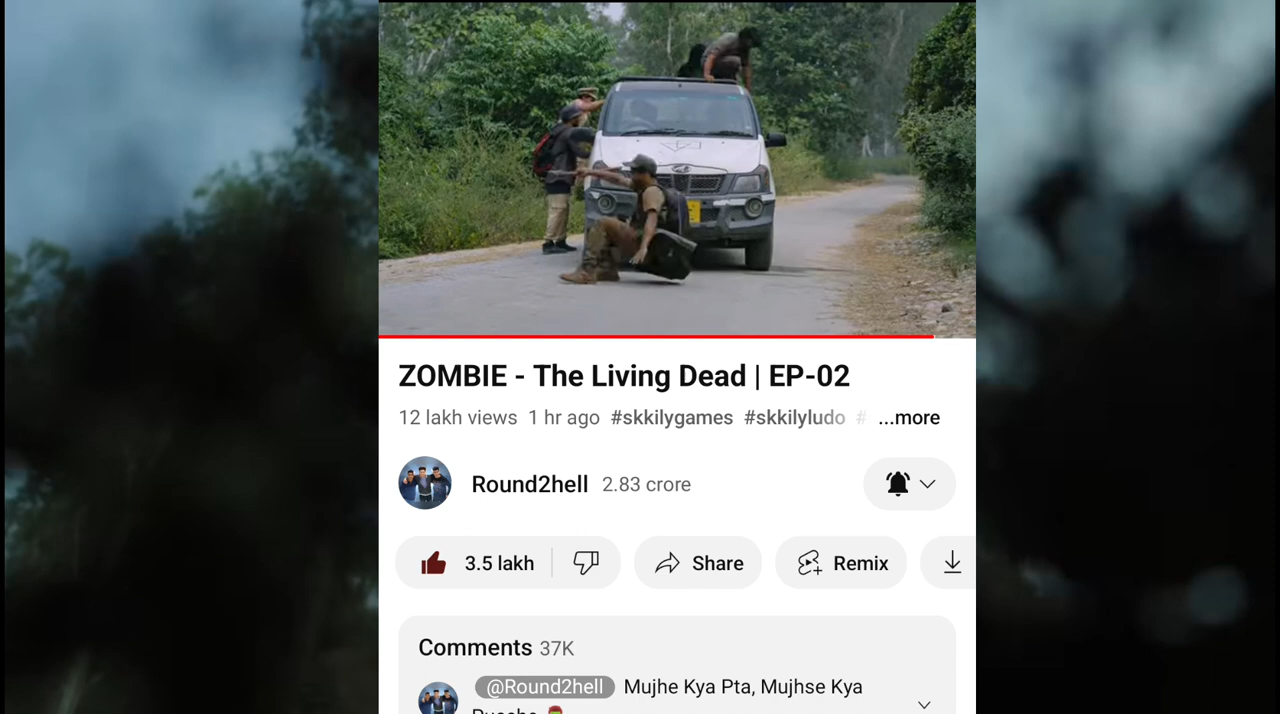 ZOMBIE - The Living Dead | EP-02
12 lakh views 1 hr ago #skkilygames #skkilyludo # ...more
Round2hell 2.83 crore
3.5 lakh Share Remix
Comments 37K
@Round2hell Mujhe Kya Pta, Mujhse Kya